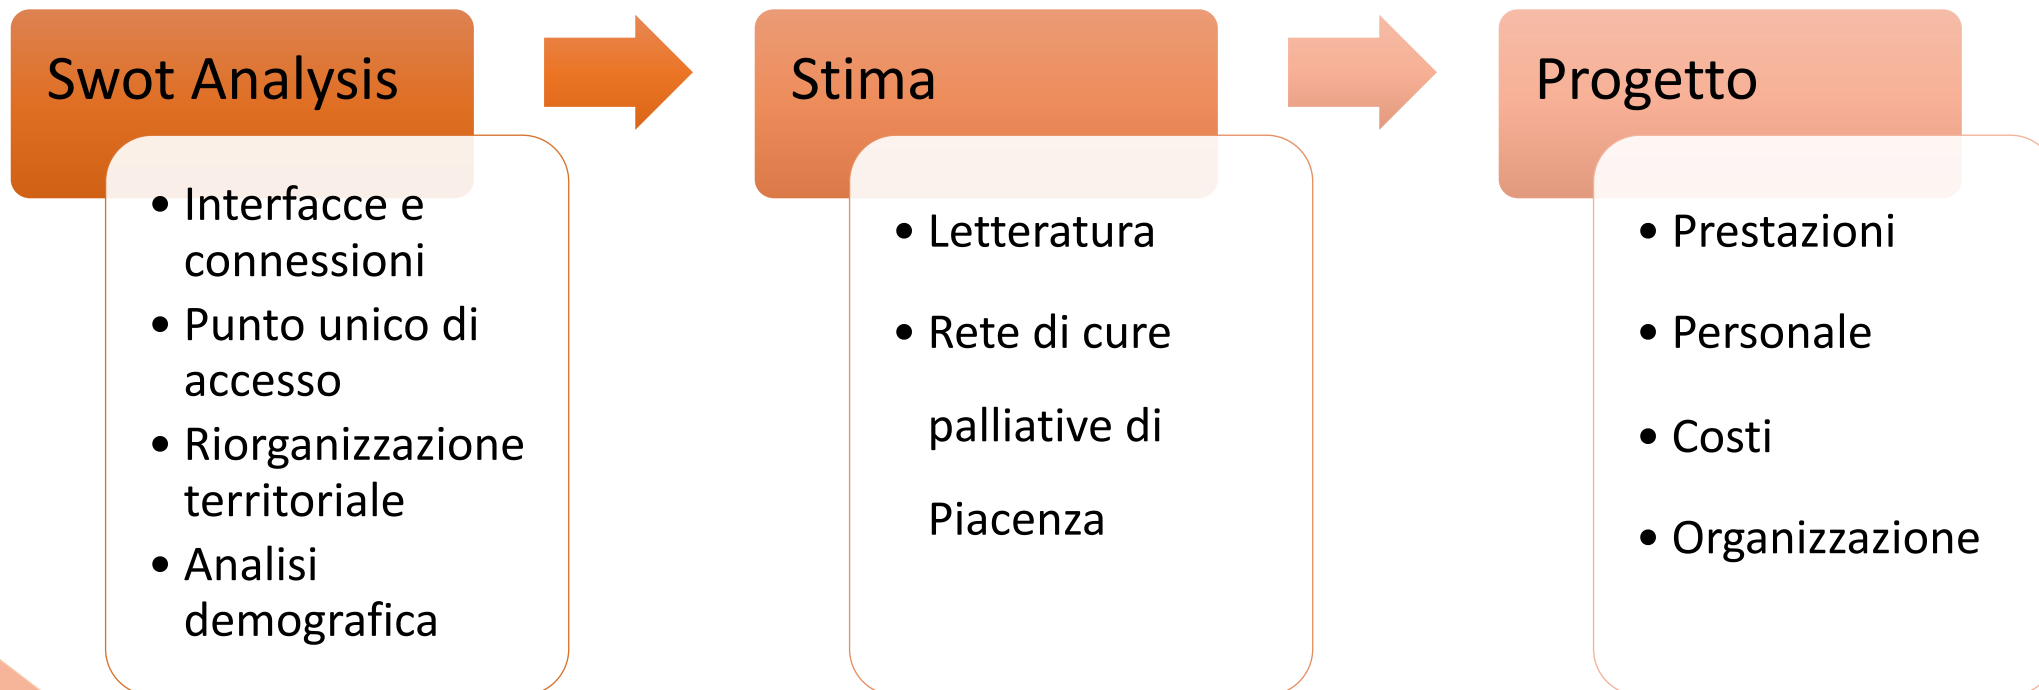 Swot Analysis
• Interfacce e
connessioni
• Punto unico di
accesso
• Riorganizzazione
territoriale
• Analisi
demografica
Stima
• Letteratura
• Rete di cure
palliative di
Piacenza
Progetto
• Prestazioni
• Personale
• Costi
• Organizzazione